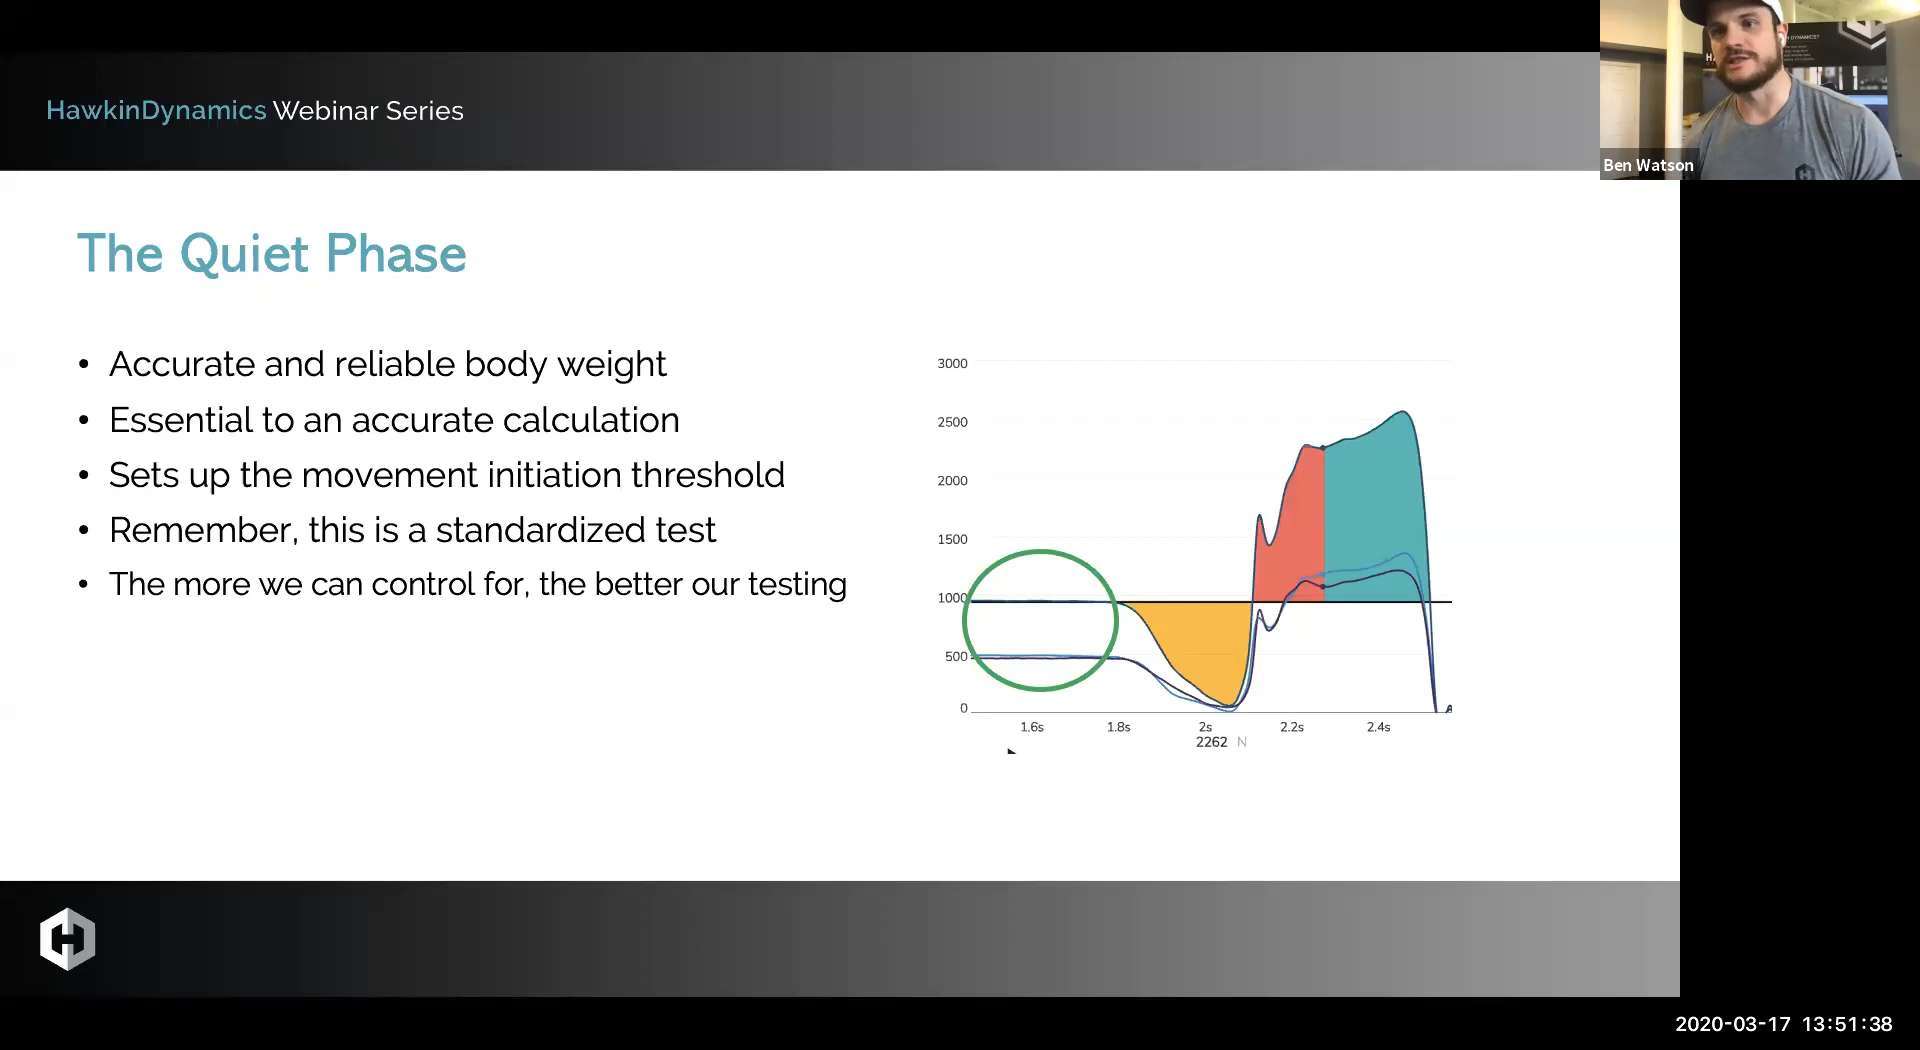 HawkinDynamics Webinar Series
Ben Watson
The Quiet Phase
• Accurate and reliable body weight
• Essential to an accurate calculation
• Sets up the movement initiation threshold
• Remember, this is a standardized test
• The more we can control for, the better our testing
3000
2500
2000
1500
1000
500
0
1.6s 1.8s 2s 2.2s 2.4s
2262 N
2020-03-17 13:51:38